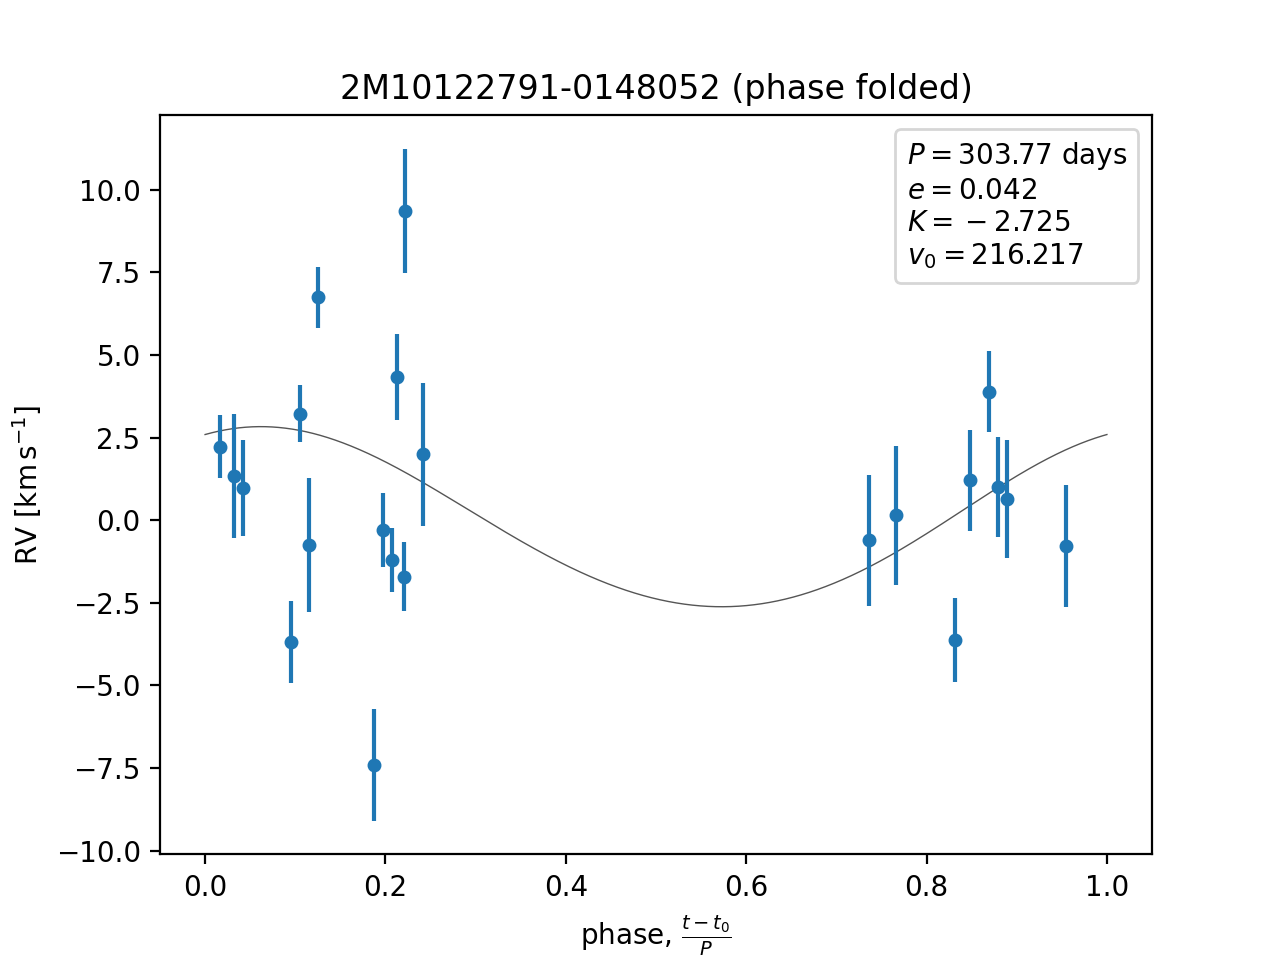 2M10122791-0148052 (phase folded)
P = 303.77 days
e = 0.042
K = −2.725
v₀ = 216.217
10.0
7.5
5.0
2.5
0.0
−2.5
−5.0
−7.5
−10.0
RV [km s⁻¹]
0.0 0.2 0.4 0.6 0.8 1.0
phase, (t − t₀)/P